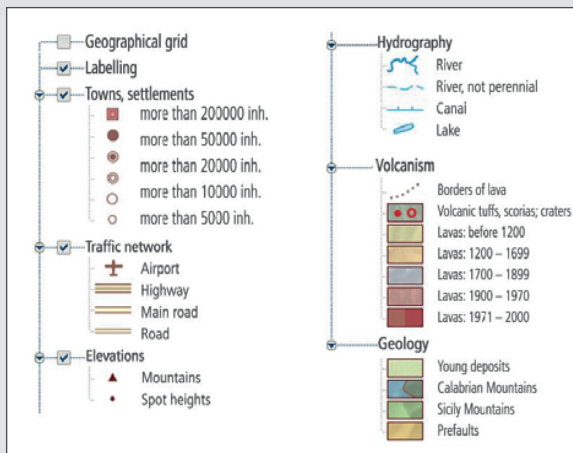 Geographical grid
Labelling
Towns, settlements
more than 200000 inh.
more than 50000 inh.
more than 20000 inh.
more than 10000 inh.
more than 5000 inh.
Traffic network
Airport
Highway
Main road
Road
Elevations
Mountains
Spot heights
Hydrography
River
River, not perennial
Canal
Lake
Volcanism
Borders of lava
Volcanic tuffs, scorias; craters
Lavas: before 1200
Lavas: 1200 – 1699
Lavas: 1700 – 1899
Lavas: 1900 – 1970
Lavas: 1971 – 2000
Geology
Young deposits
Calabrian Mountains
Sicily Mountains
Prefaults